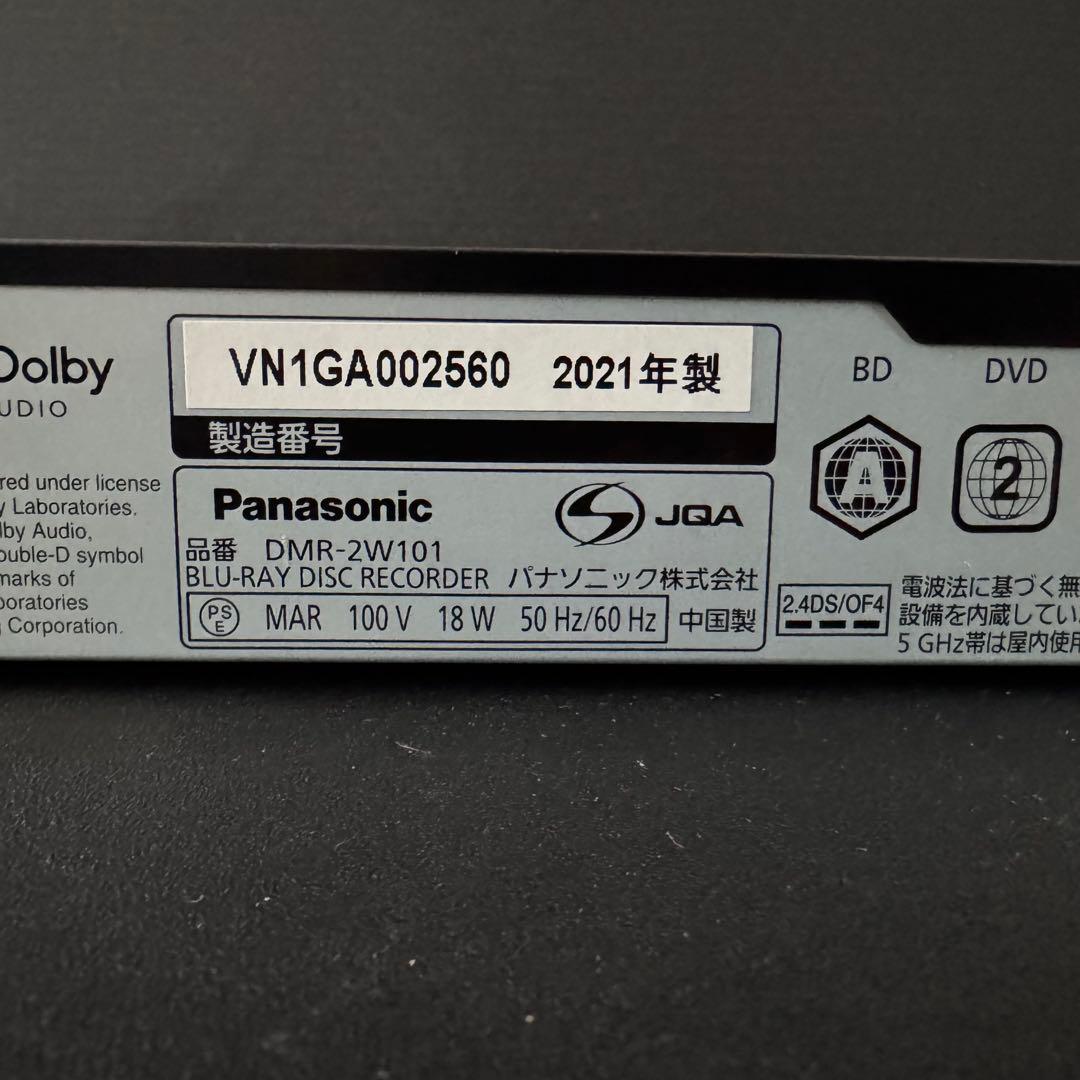 Dolby
UDIO
red under license
y Laboratories.
lby Audio,
ouble-D symbol
marks of
boratories
g Corporation.
VN1GA002560 2021年製
製造番号
Panasonic
JQA
品番 DMR-2W101
BLU-RAY DISC RECORDER パナソニック株式会社
PS
E
MAR 100 V 18 W 50 Hz/60 Hz 中国製
BD
A
DVD
2
2.4DS/OF4
電波法に基づく無
設備を内蔵してい
5 GHz帯は屋内使用